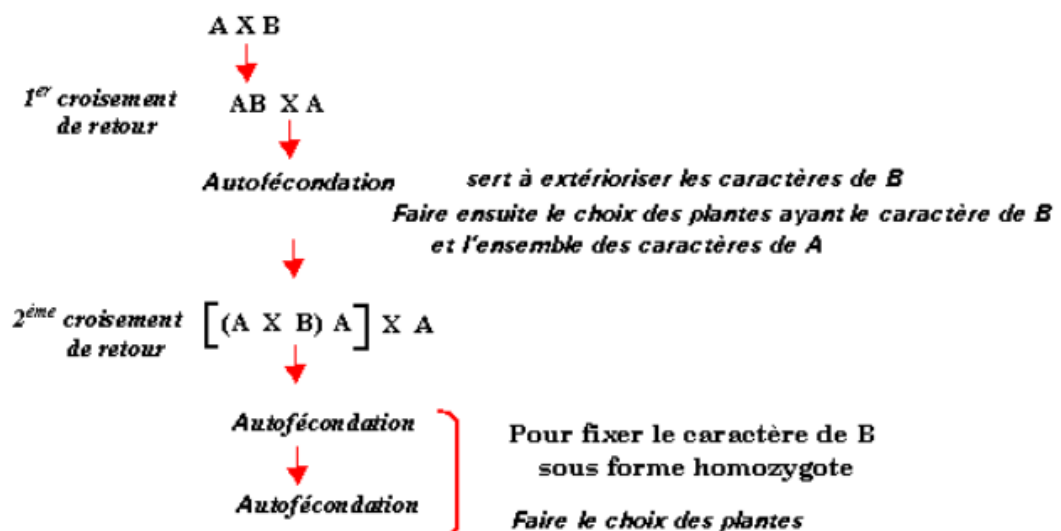 A X B
1er croisement
de retour
AB X A
Autofécondation
sert à extérioriser les caractères de B
Faire ensuite le choix des plantes ayant le caractère de B
et l'ensemble des caractères de A
2ème croisement
de retour
[(A X B) A] X A
Autofécondation
Autofécondation
Pour fixer le caractère de B
sous forme homozygote
Faire le choix des plantes